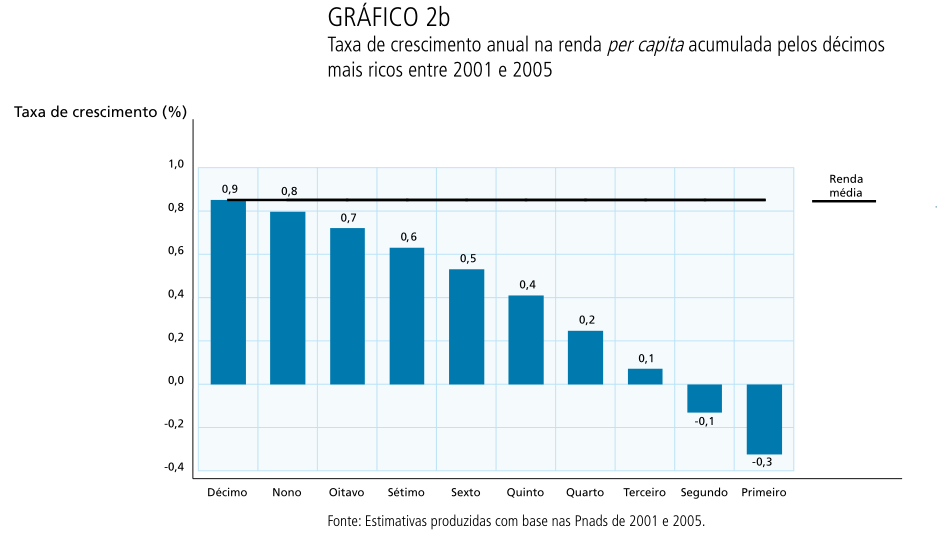 GRÁFICO 2b
Taxa de crescimento anual na renda per capita acumulada pelos décimos
mais ricos entre 2001 e 2005
Taxa de crescimento (%)
1,0
0,8
0,6
0,4
0,2
0,0
-0,2
-0,4
0,9
0,8
0,7
0,6
0,5
0,4
0,2
0,1
-0,1
-0,3
Renda
média
Décimo
Nono
Oitavo
Sétimo
Sexto
Quinto
Quarto
Terceiro
Segundo
Primeiro
Fonte: Estimativas produzidas com base nas Pnads de 2001 e 2005.